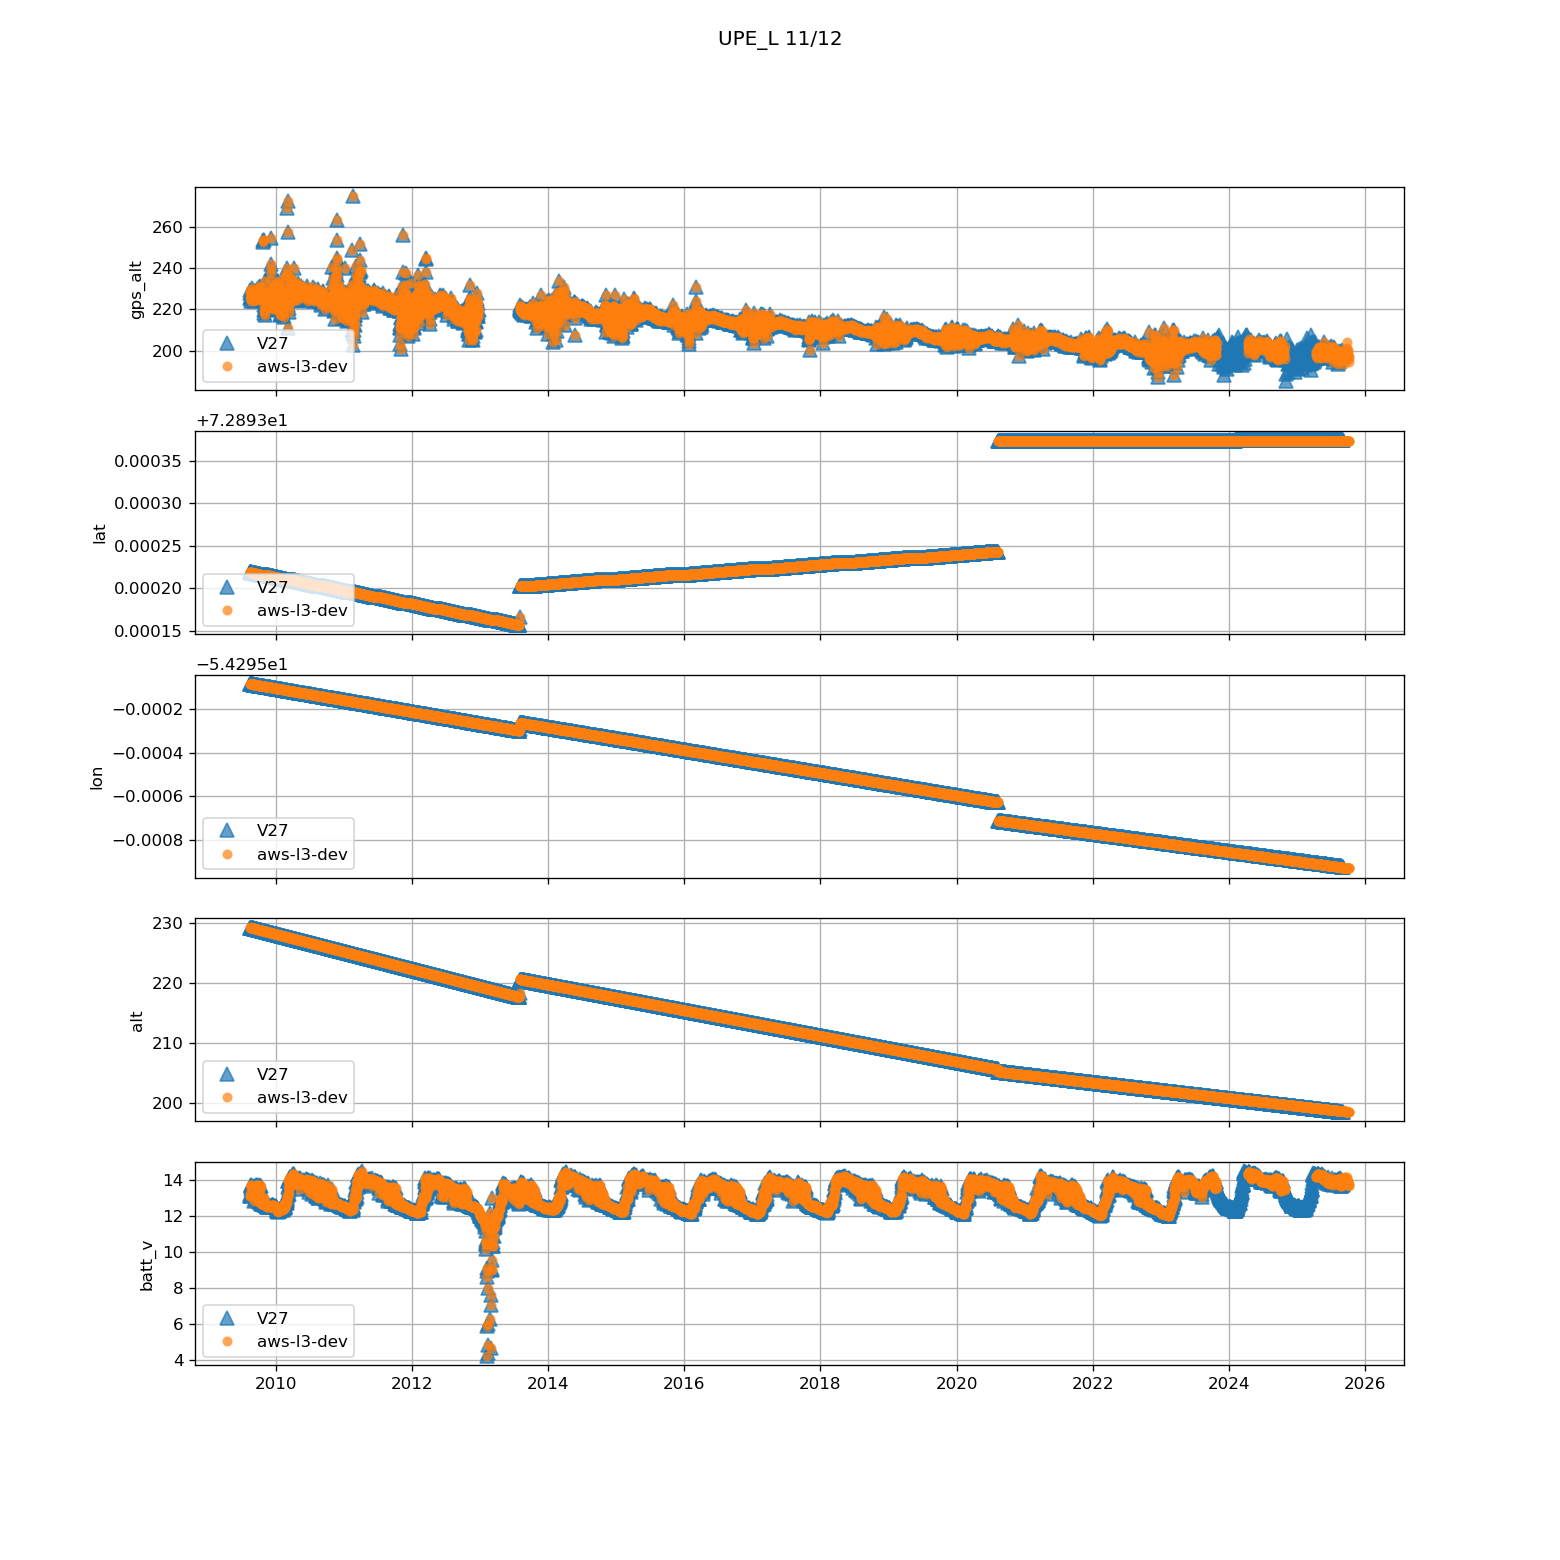 UPE_L 11/12
260
240
220
200
gps_alt
V27
aws-l3-dev
+7.2893e1
0.00035
0.00030
0.00025
0.00020
0.00015
lat
V27
aws-l3-dev
−5.4295e1
−0.0002
−0.0004
−0.0006
−0.0008
lon
V27
aws-l3-dev
230
220
210
200
alt
V27
aws-l3-dev
14
12
10
8
6
4
batt_v
V27
aws-l3-dev
2010 2012 2014 2016 2018 2020 2022 2024 2026